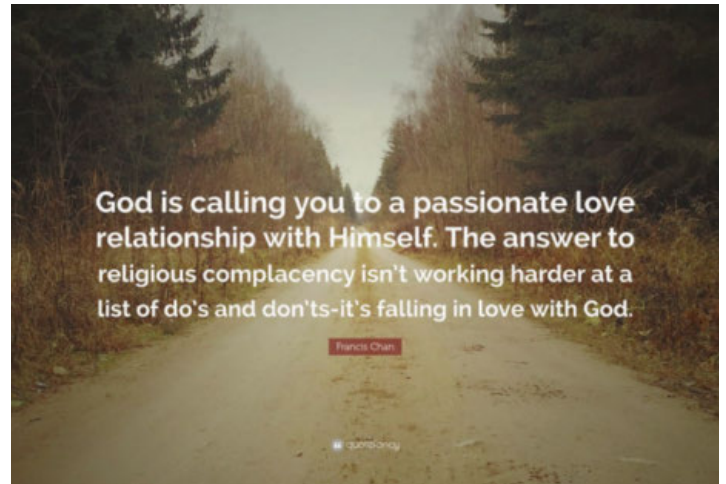 God is calling you to a passionate love
relationship with Himself. The answer to
religious complacency isn't working harder at a
list of do's and don'ts-it's falling in love with God.
Francis Chan
quotefancy